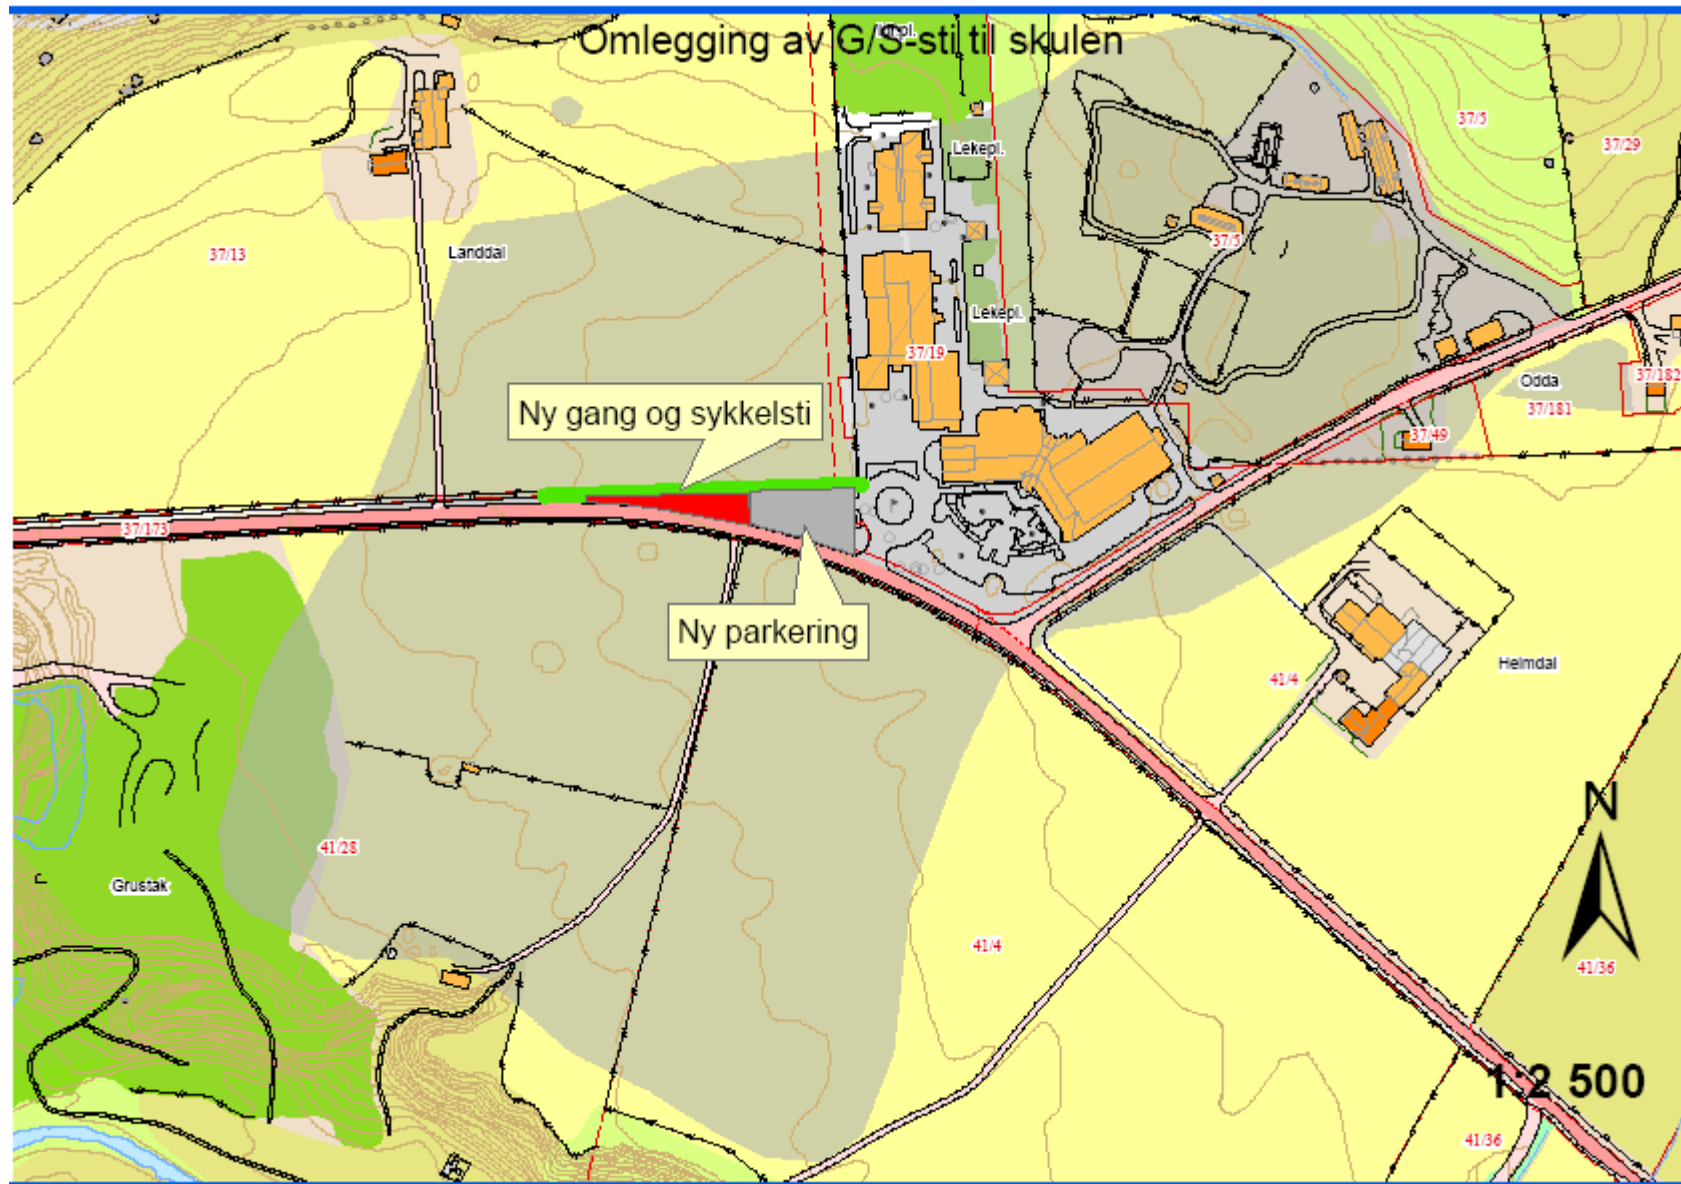 Omlegging av G/S-sti til skulen
37/5
37/29
Lekepl.
37/13
Landdal
37/5
Lekepl.
37/19
Odda
37/182
37/181
Ny gang og sykkelsti
37/49
37/173
Ny parkering
Heimdal
41/4
N
41/28
Grustak
41/4
41/36
1:2 500
41/36